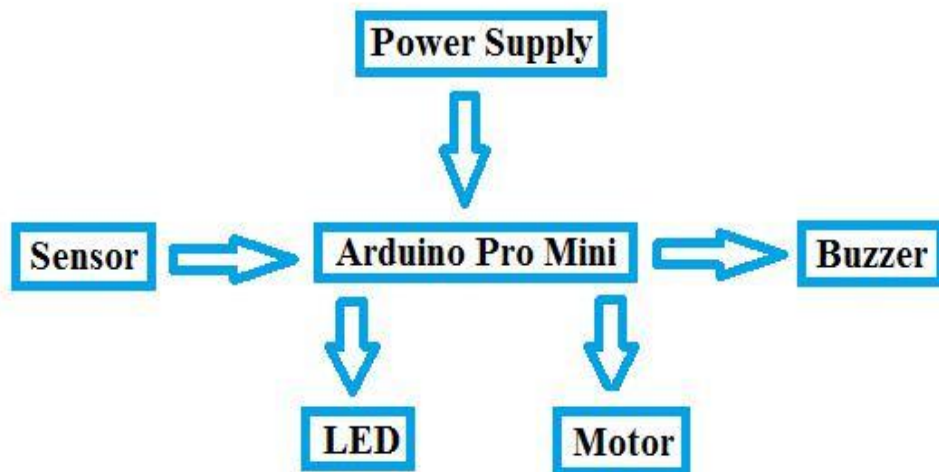 Power Supply
Sensor
Arduino Pro Mini
Buzzer
LED
Motor